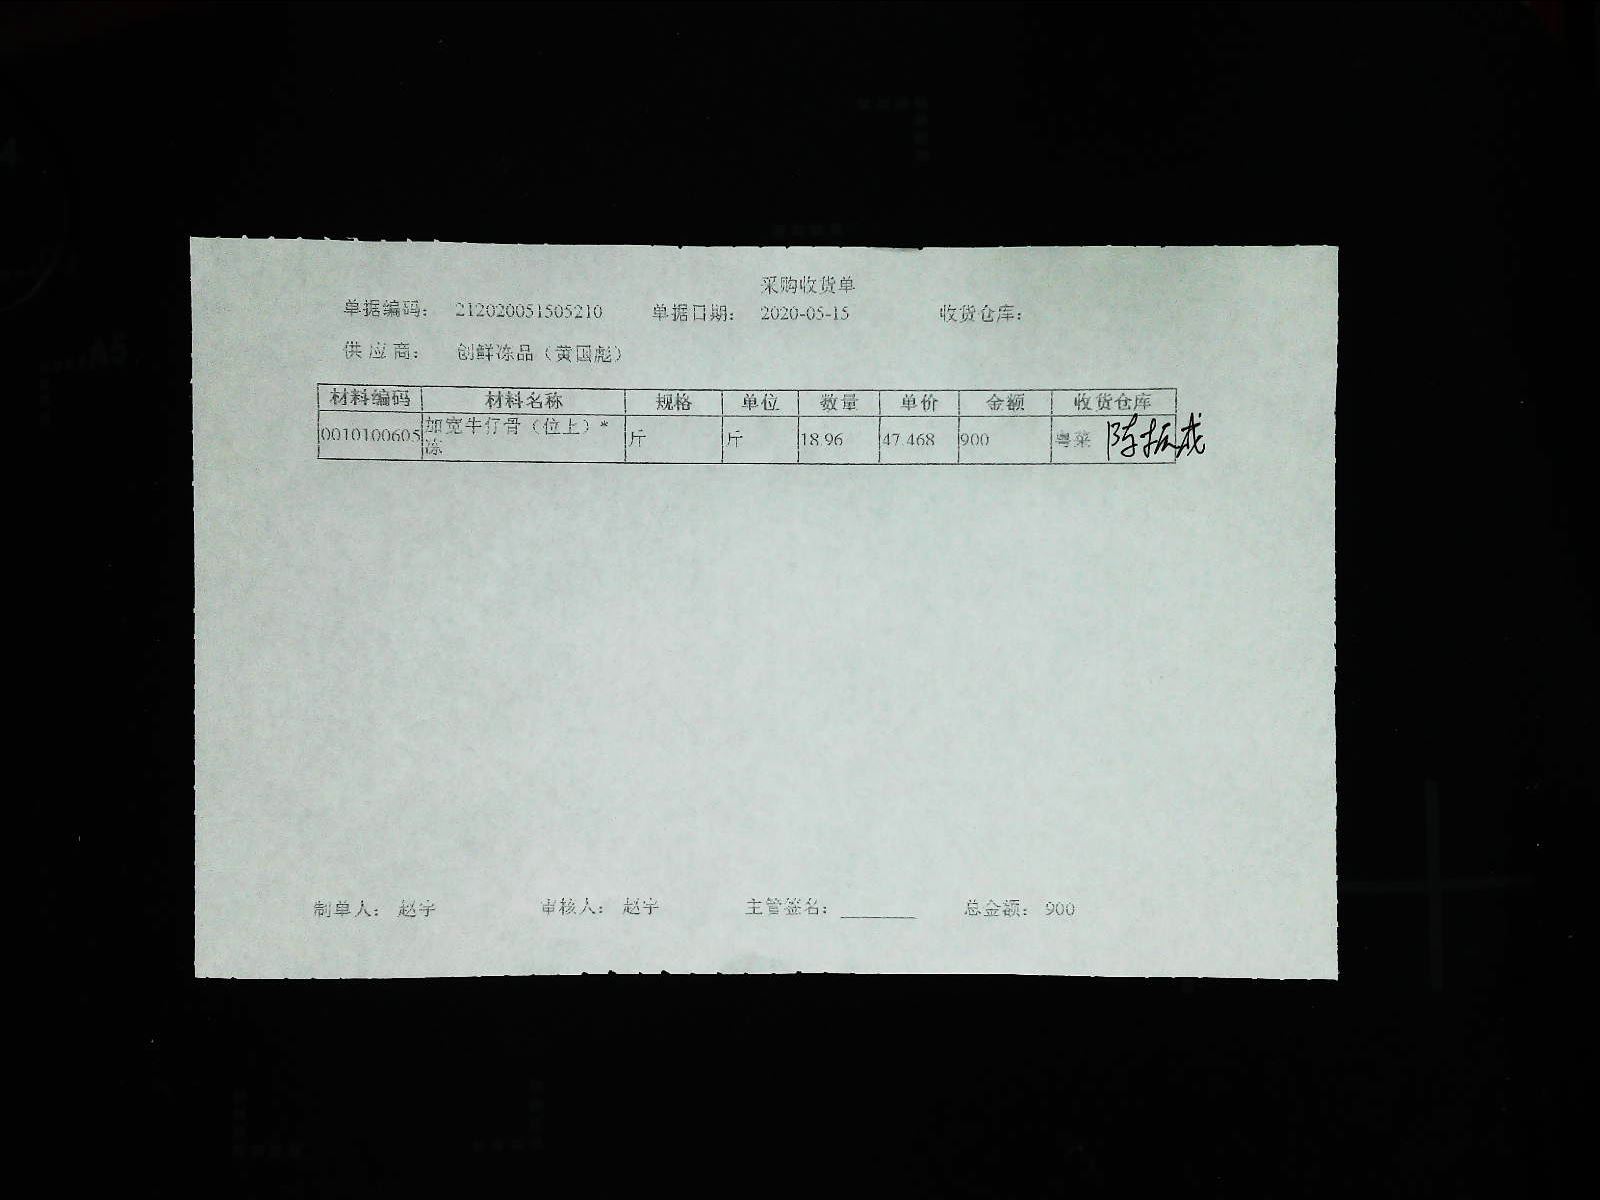 采购收货单
单据编码： 212020051505210 单据日期： 2020-05-15 收货仓库：
供 应 商： 创鲜冻品（黄国彪）
材料编码 材料名称 规格 单位 数量 单价 金额 收货仓库
0010100605 加宽牛仔骨（位上）*冻 斤 斤 18.96 47.468 900 粤菜 陈振成
制单人： 赵宇 审核人： 赵宇 主管签名： ________ 总金额： 900